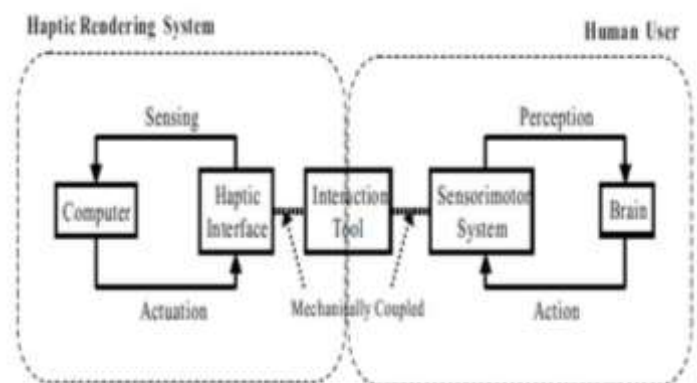 Haptic Rendering System
Human User
Sensing
Perception
Computer
Haptic
Interface
Interaction
Tool
Sensorimotor
System
Brain
Actuation
Mechanically Coupled
Action